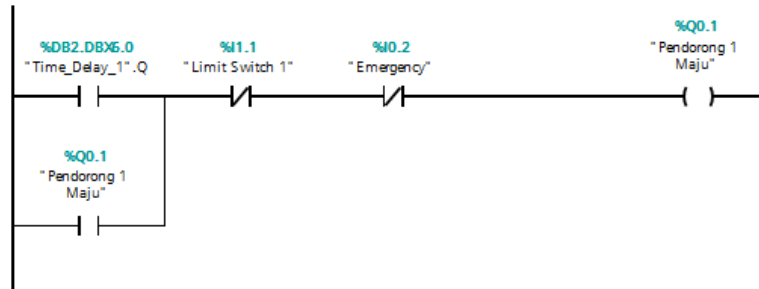 %DB2.DBX6.0
"Time_Delay_1".Q
%I1.1
"Limit Switch 1"
%I0.2
"Emergency"
%Q0.1
"Pendorong 1
Maju"
%Q0.1
"Pendorong 1
Maju"